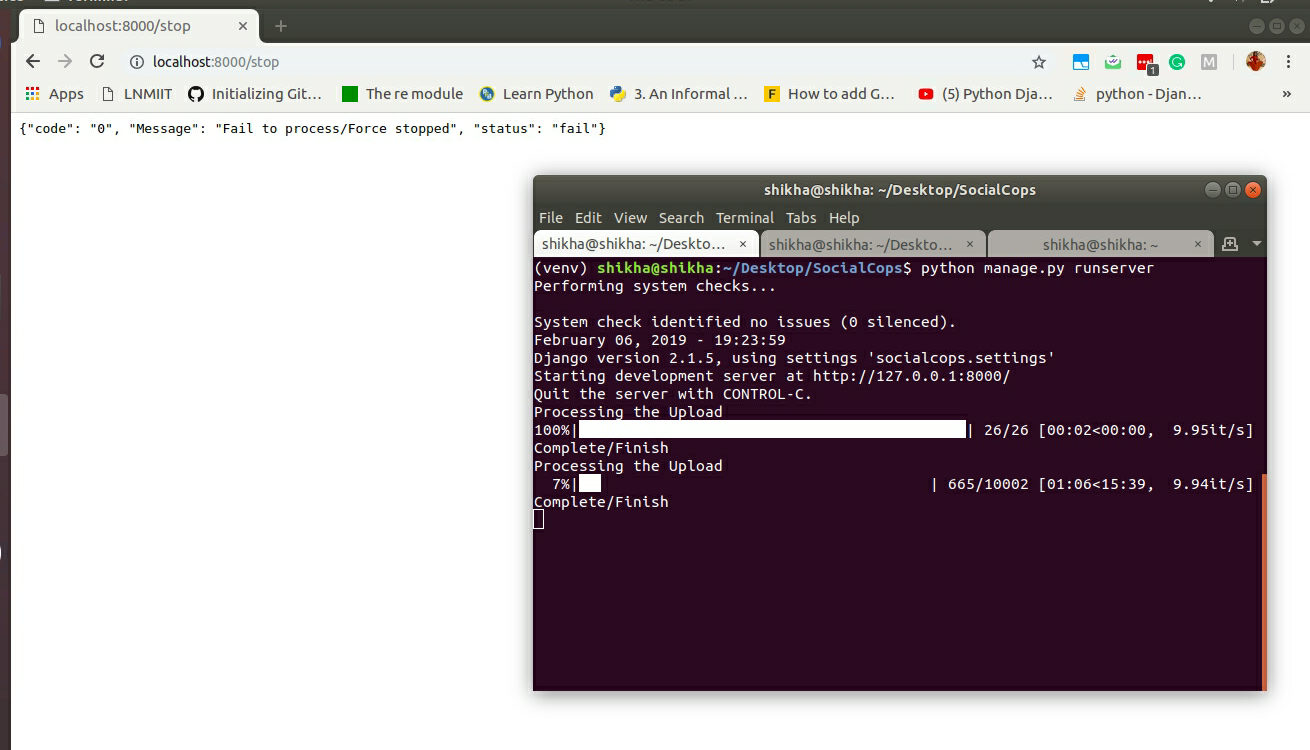 localhost:8000/stop
localhost:8000/stop
1
M
Apps LNMIIT Initializing Git… The re module Learn Python 3. An Informal … F How to add G… (5) Python Dja… python - Djan… »
{"code": "0", "Message": "Fail to process/Force stopped", "status": "fail"}
shikha@shikha: ~/Desktop/SocialCops
File Edit View Search Terminal Tabs Help
shikha@shikha: ~/Deskto… × shikha@shikha: ~/Deskto… × shikha@shikha: ~ ×
(venv) shikha@shikha:~/Desktop/SocialCops$ python manage.py runserver
Performing system checks...
System check identified no issues (0 silenced).
February 06, 2019 - 19:23:59
Django version 2.1.5, using settings 'socialcops.settings'
Starting development server at http://127.0.0.1:8000/
Quit the server with CONTROL-C.
Processing the Upload
100%| | 26/26 [00:02<00:00, 9.95it/s]
Complete/Finish
Processing the Upload
7%| | 665/10002 [01:06<15:39, 9.94it/s]
Complete/Finish